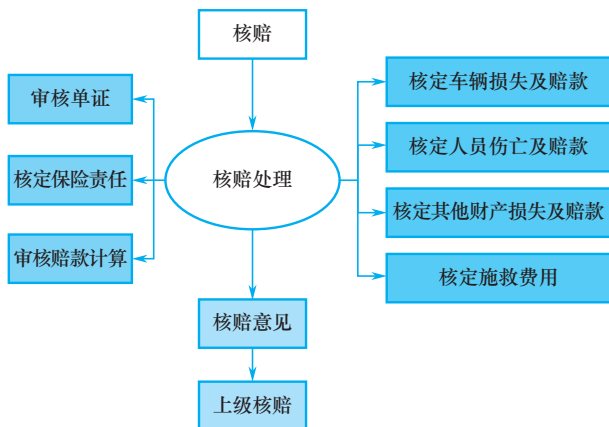 核赔
审核单证
核定保险责任
审核赔款计算
核赔处理
核定车辆损失及赔款
核定人员伤亡及赔款
核定其他财产损失及赔款
核定施救费用
核赔意见
上级核赔